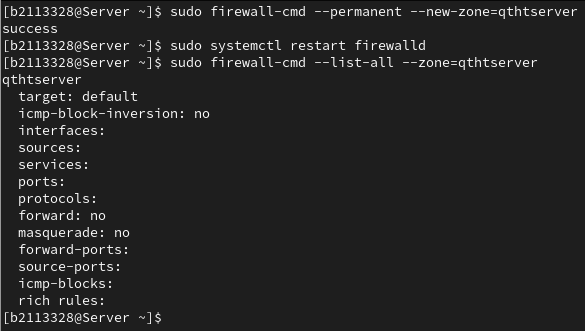 [b2113328@Server ~]$ sudo firewall-cmd --permanent --new-zone=qthtserver
success
[b2113328@Server ~]$ sudo systemctl restart firewalld
[b2113328@Server ~]$ sudo firewall-cmd --list-all --zone=qthtserver
qthtserver
  target: default
  icmp-block-inversion: no
  interfaces:
  sources:
  services:
  ports:
  protocols:
  forward: no
  masquerade: no
  forward-ports:
  source-ports:
  icmp-blocks:
  rich rules:
[b2113328@Server ~]$